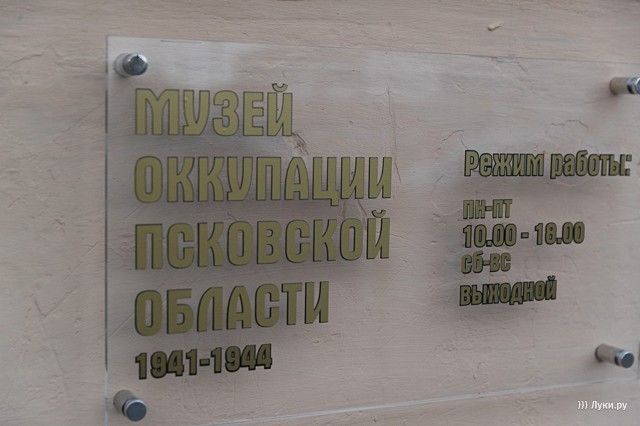 МУЗЕЙ
ОККУПАЦИИ
ПСКОВСКОЙ
ОБЛАСТИ
1941-1944
Режим работы:
пн-пт
10.00 - 18.00
сб-вс
выходной
))) Луки.ру